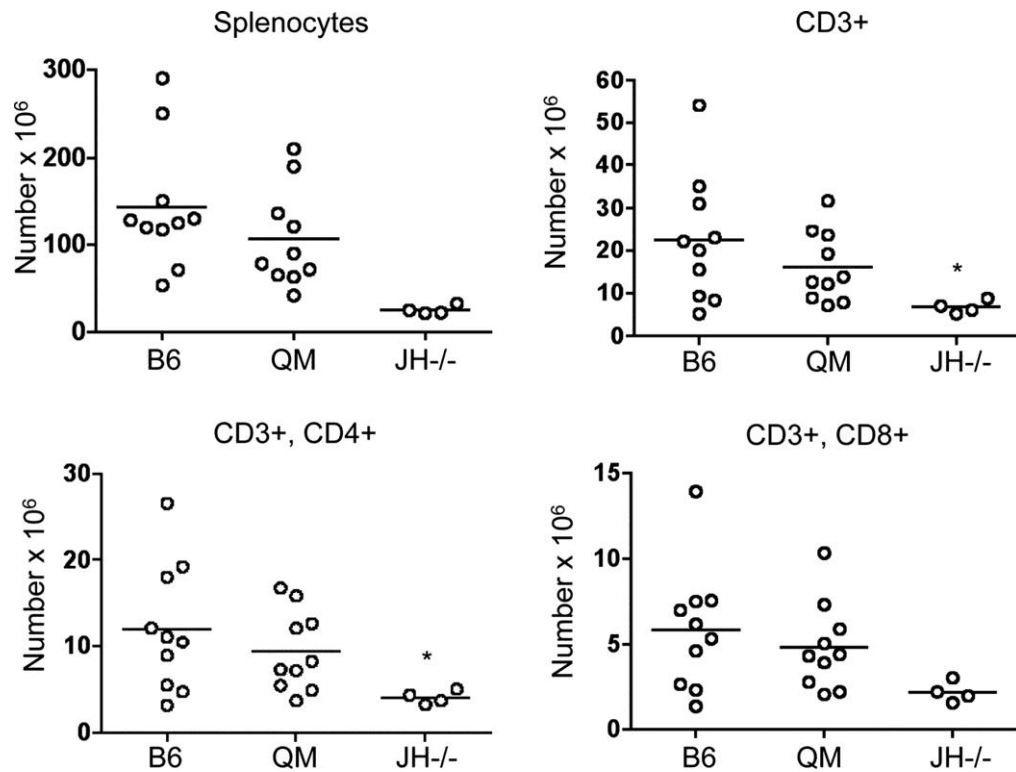 Splenocytes
Number x 10⁶
300
200
100
0
B6 QM JH-/-
CD3+
Number x 10⁶
60
50
40
30
20
10
0
*
B6 QM JH-/-
CD3+, CD4+
Number x 10⁶
30
20
10
0
*
B6 QM JH-/-
CD3+, CD8+
Number x 10⁶
15
10
5
0
B6 QM JH-/-